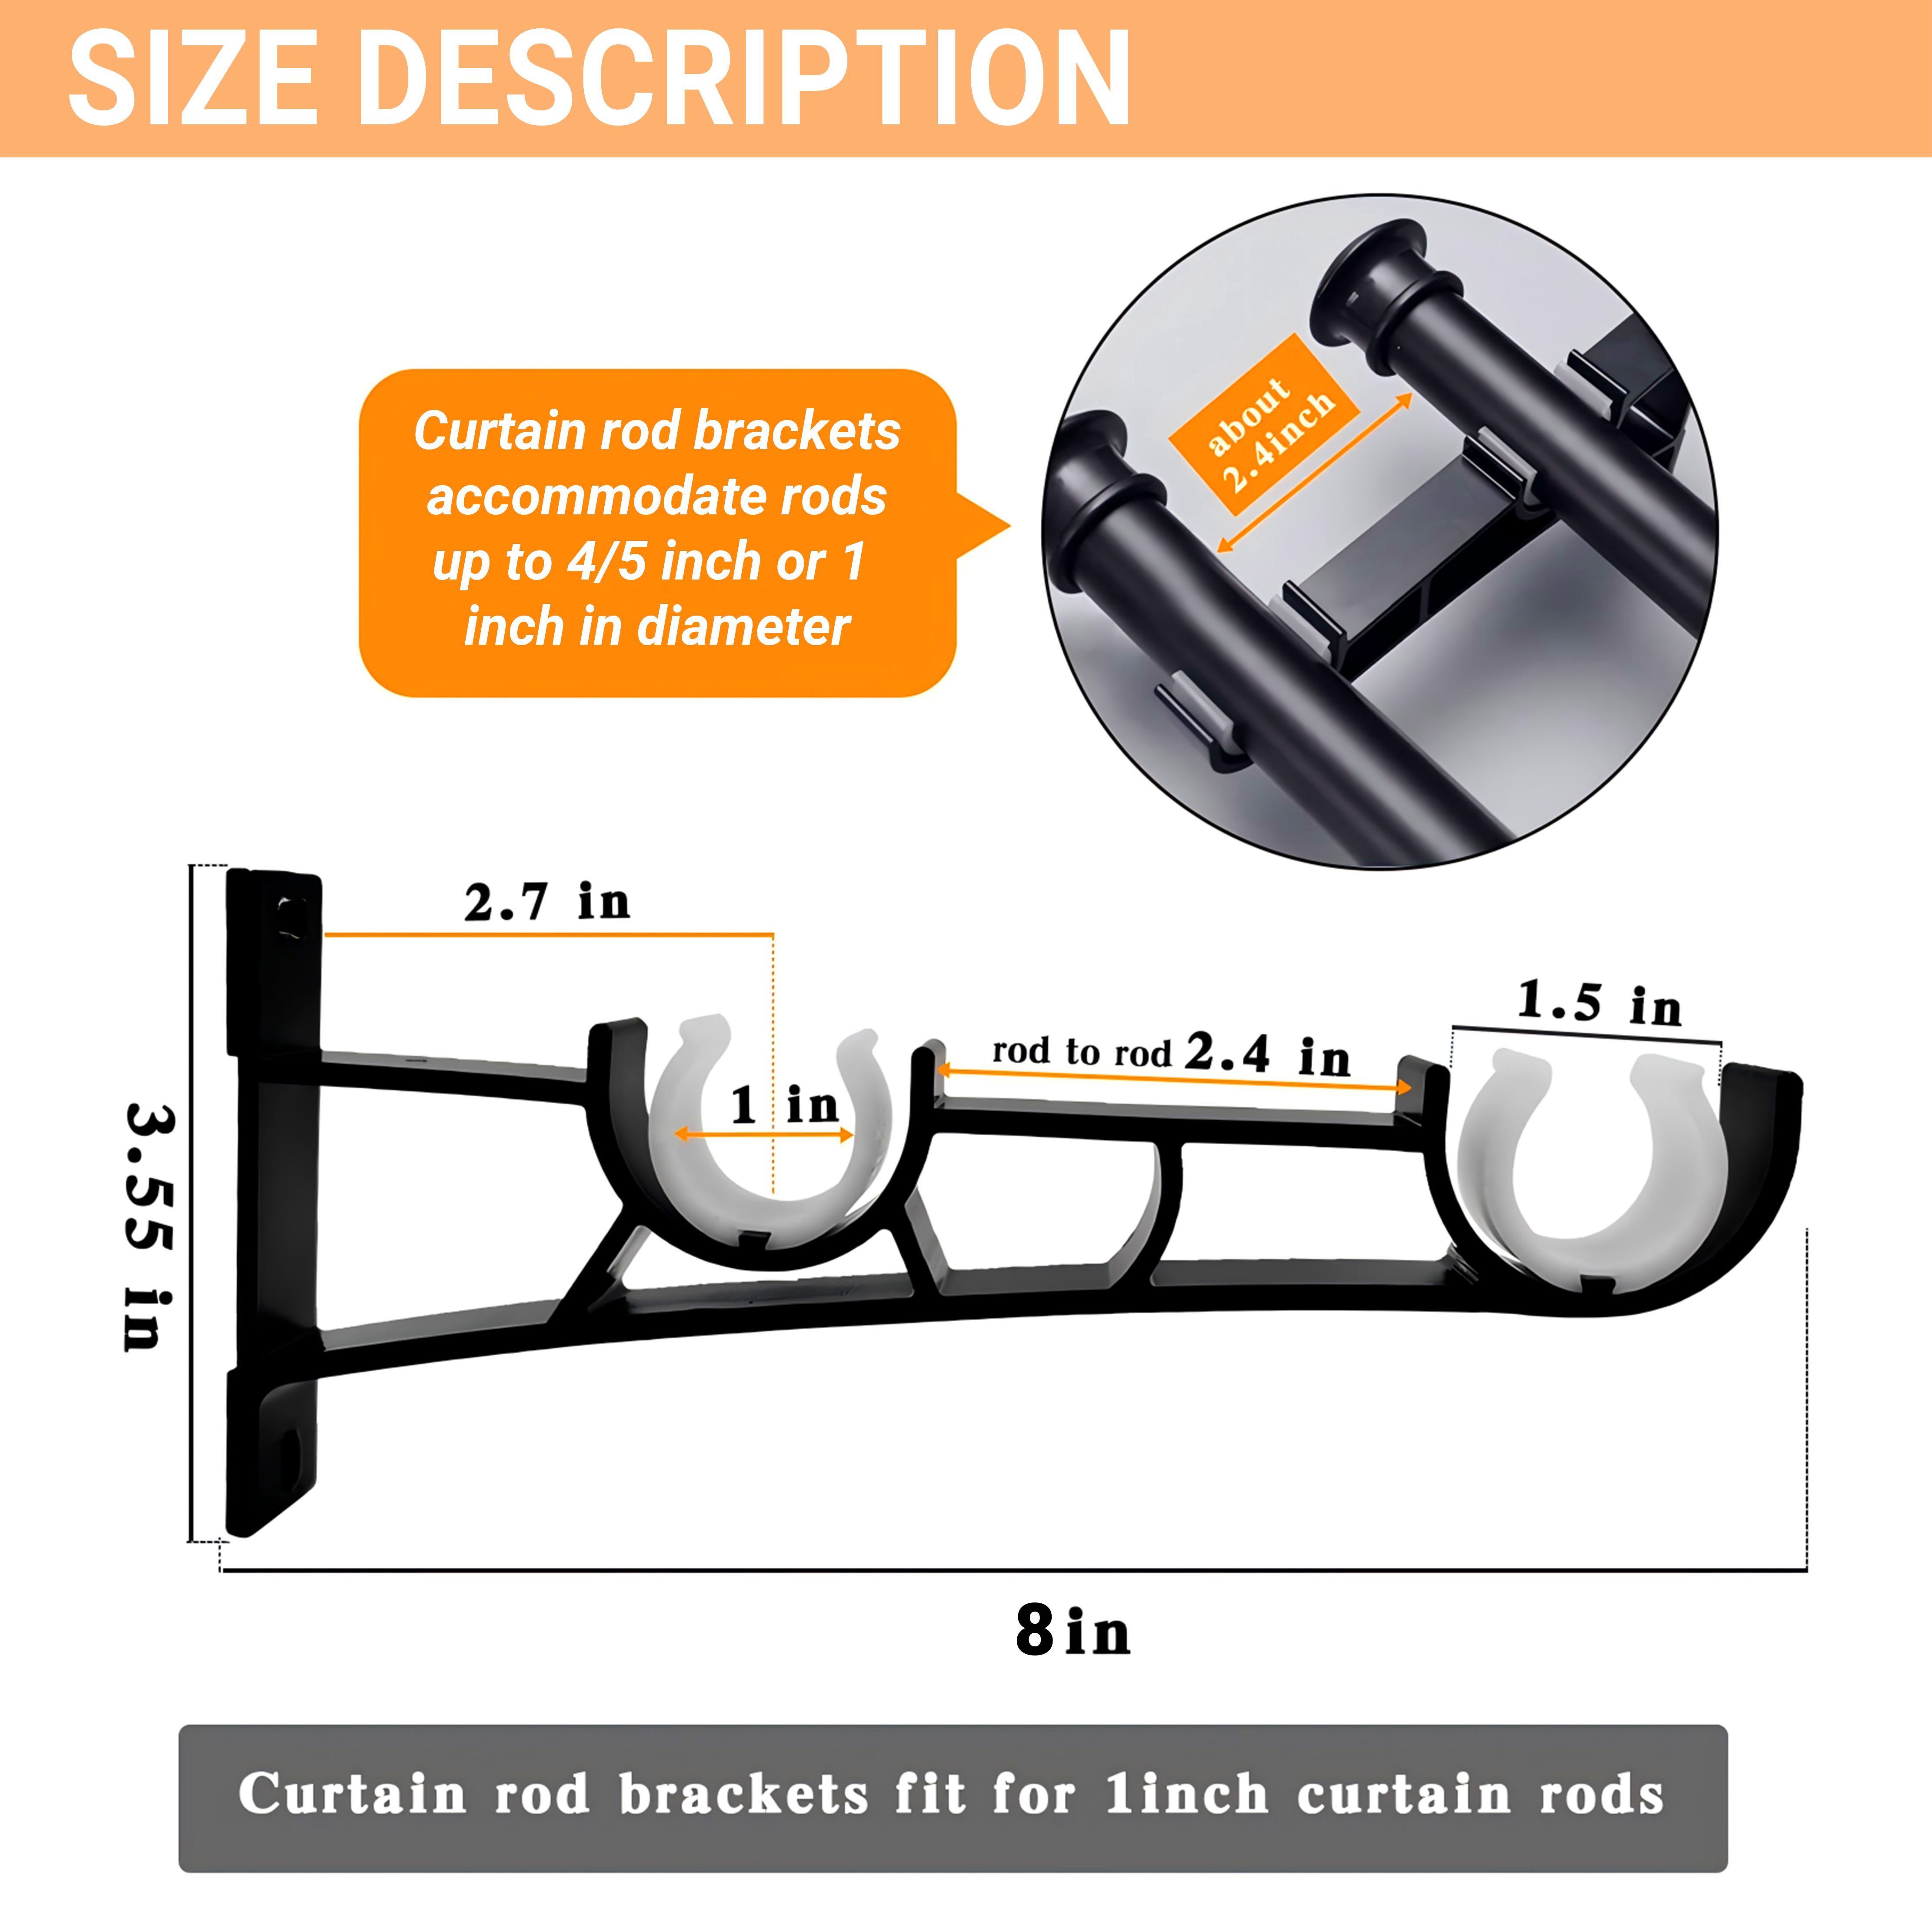 SIZE DESCRIPTION
Curtain rod brackets
accommodate rods
up to 4/5 inch or 1
inch in diameter
about
2.4inch
2.7 in
1.5 in
rod to rod 2.4 in
1 in
3.55 in
8in
Curtain rod brackets fit for 1inch curtain rods